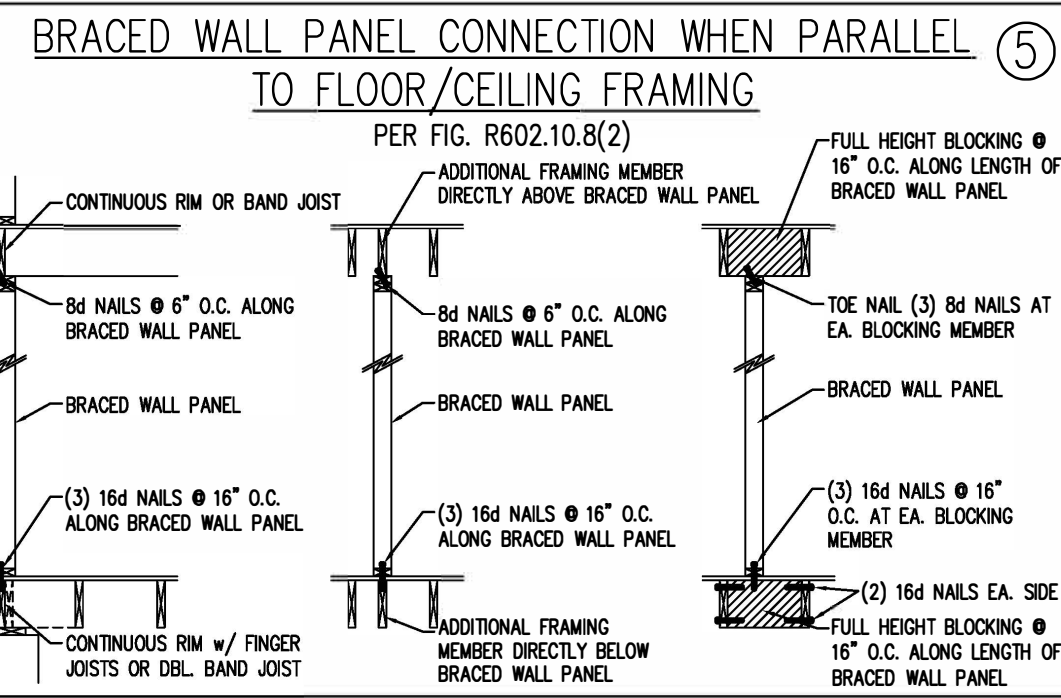 BRACED WALL PANEL CONNECTION WHEN PARALLEL
TO FLOOR/CEILING FRAMING
5
PER FIG. R602.10.8(2)
CONTINUOUS RIM OR BAND JOIST
8d NAILS @ 6" O.C. ALONG
BRACED WALL PANEL
BRACED WALL PANEL
(3) 16d NAILS @ 16" O.C.
ALONG BRACED WALL PANEL
CONTINUOUS RIM w/ FINGER
JOISTS OR DBL. BAND JOIST
ADDITIONAL FRAMING MEMBER
DIRECTLY ABOVE BRACED WALL PANEL
8d NAILS @ 6" O.C. ALONG
BRACED WALL PANEL
BRACED WALL PANEL
(3) 16d NAILS @ 16" O.C.
ALONG BRACED WALL PANEL
ADDITIONAL FRAMING
MEMBER DIRECTLY BELOW
BRACED WALL PANEL
FULL HEIGHT BLOCKING @
16" O.C. ALONG LENGTH OF
BRACED WALL PANEL
TOE NAIL (3) 8d NAILS AT
EA. BLOCKING MEMBER
BRACED WALL PANEL
(3) 16d NAILS @ 16"
O.C. AT EA. BLOCKING
MEMBER
(2) 16d NAILS EA. SIDE
FULL HEIGHT BLOCKING @
16" O.C. ALONG LENGTH OF
BRACED WALL PANEL